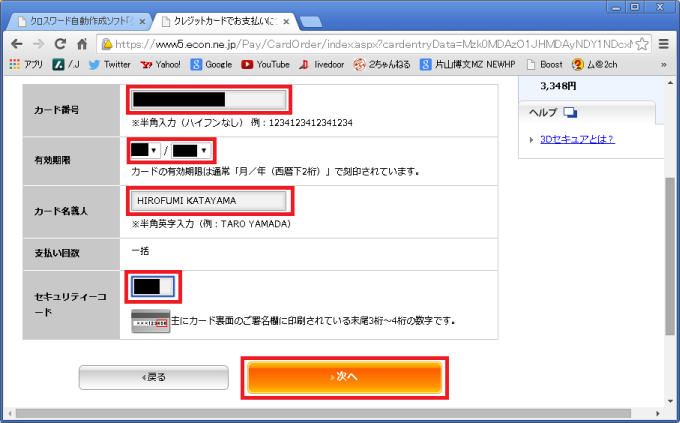 クロスワード自動作成ソフト「
クレジットカードでお支払いに
https://www5.econ.ne.jp/Pay/CardOrder/index.aspx?cardentryData=Mzk0MDAzO1JHMDAyNDY1NDcx
アプリ /.J Twitter Yahoo! Google YouTube livedoor 2ちゃんねる 片山博文MZ NEWHP Boost ム@2ch
3,348円
カード番号
※半角入力（ハイフンなし） 例：1234123412341234
ヘルプ
3Dセキュアとは?
有効期限
/
カードの有効期限は通常「月／年（西暦下2桁）」で刻印されています。
カード名義人
HIROFUMI KATAYAMA
※半角英字入力（例：TARO YAMADA）
支払い回数
一括
セキュリティーコ
ード
主にカード裏面のご署名欄に印刷されている末尾3桁～4桁の数字です。
戻る
次へ